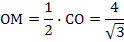 OM = 1/2 · CO = 4/√3